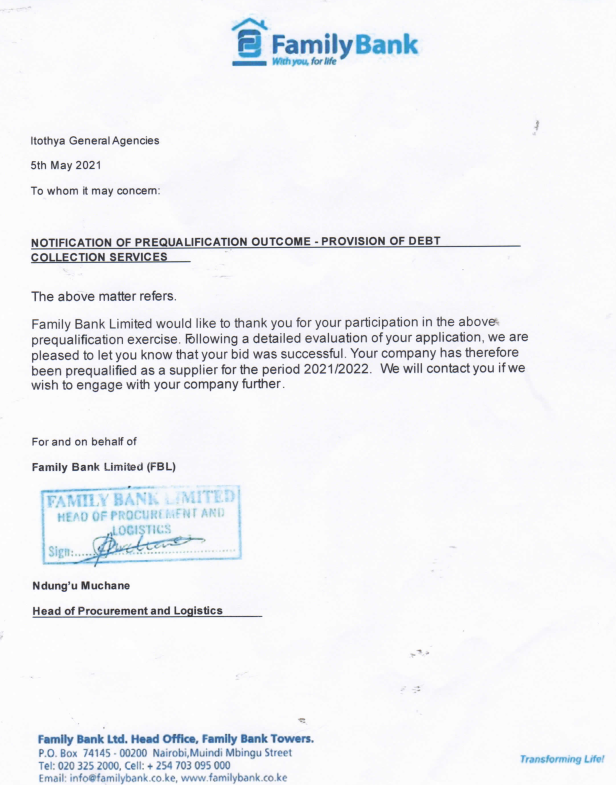 Family Bank
With you, for life
Itothya General Agencies
5th May 2021
To whom it may concern:
NOTIFICATION OF PREQUALIFICATION OUTCOME - PROVISION OF DEBT
COLLECTION SERVICES
The above matter refers.
Family Bank Limited would like to thank you for your participation in the above
prequalification exercise. Following a detailed evaluation of your application, we are
pleased to let you know that your bid was successful. Your company has therefore
been prequalified as a supplier for the period 2021/2022. We will contact you if we
wish to engage with your company further.
For and on behalf of
Family Bank Limited (FBL)
FAMILY BANK LIMITED
HEAD OF PROCUREMENT AND
LOGISTICS
Sign:
Ndung'u Muchane
Head of Procurement and Logistics
Family Bank Ltd. Head Office, Family Bank Towers.
P.O. Box 74145 - 00200 Nairobi,Muindi Mbingu Street
Tel: 020 325 2000, Cell: + 254 703 095 000
Email: info@familybank.co.ke, www.familybank.co.ke
Transforming Life!